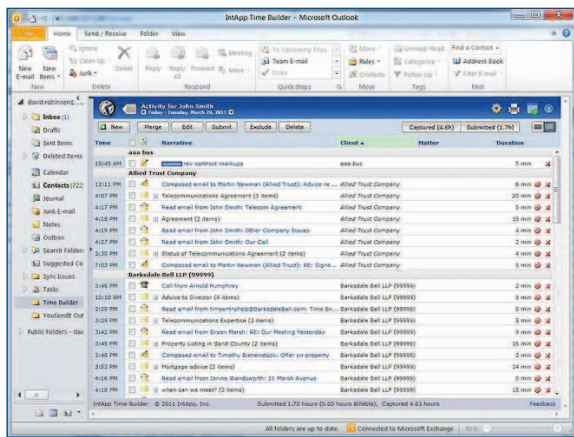 IntApp Time Builder - Microsoft Outlook
Home Send / Receive Folder View
Ignore Meeting To Upcoming Trips Move Unread/ Read Find a Contact
Clean Up Team E-mail Rules Categorize Address Book
New E-mail New Items Junk Delete Reply Reply All Forward More Done OneNote Follow Up Filter E-mail
New Delete Respond Quick Steps Move Tags Find
david.robinson@
Inbox (1)
Drafts
Sent Items
Deleted Items
Calendar
Contacts (722
Journal
Junk E-mail
Notes
Outbox
Search Folders
Suggested Co
Sync Issues
Tasks
Time Builder
YouSendIt Out
Public Folders - dav
Activity for John Smith
Today - Tuesday, March 29, 2011
New Merge Edit Submit Exclude Delete Captured (4.6h) Submitted (1.7h)
Time Narrative Client Matter Duration
aaa bus
10:45 AM rev contract markups aaa bus 5 min
Allied Trust Company
12:11 PM Composed email to Martin Newman (Allied Trust): Advice re ... Allied Trust Company 6 min
4:07 PM Telecommunications Agreement (3 items) Allied Trust Company 20 min
4:17 PM Read email from John Smith: Telecom Agreement Allied Trust Company 5 min
4:18 PM Agreement (2 items) Allied Trust Company 10 min
4:19 PM Read email from John Smith: Other Company Issues Allied Trust Company 4 min
4:27 PM Read email from John Smith: Our Call Allied Trust Company 2 min
3:30 PM Status of Telecommunications Agreement (2 items) Allied Trust Company 4 min
7:03 PM Composed email to Martin Newman (Allied Trust): RE: Signe... Allied Trust Company 5 min
Barksdale Bell LLP (99999)
3:46 PM Call from Arnold Humphrey Barksdale Bell LLP (99999) 2 min
10:10 AM Advice to Director (4 items) Barksdale Bell LLP (99999)
3:20 PM Read email from timeentryhelp@BarksdaleBell.com: Time En... Barksdale Bell LLP (99999) 5 min
3:29 PM Telecommunications Expertise (2 items) Barksdale Bell LLP (99999) 8 min
3:42 PM Read email from Bryan Marsh: RE: Our Meeting Yesterday Barksdale Bell LLP (99999) 9 min
3:45 PM Property Listing in Sand County (2 items) Barksdale Bell LLP (99999) 16 min
3:48 PM Composed email to Timothy Bienenstock: Offer on property Barksdale Bell LLP (99999) 3 min
3:53 PM Mortgage advice (2 items) Barksdale Bell LLP (99999) 24 min
4:16 PM Read email from Janine Wandsworth: 21 Marsh Avenue Barksdale Bell LLP (99999) 5 min
4:18 PM when can we meet? (2 items) Barksdale Bell LLP (99999) 15 min
IntApp Time Builder © 2011 IntApp, Inc. Submitted 1.70 hours (0.00 hours Billable), Captured 4.63 hours Feedback
All folders are up to date. Connected to Microsoft Exchange 90%